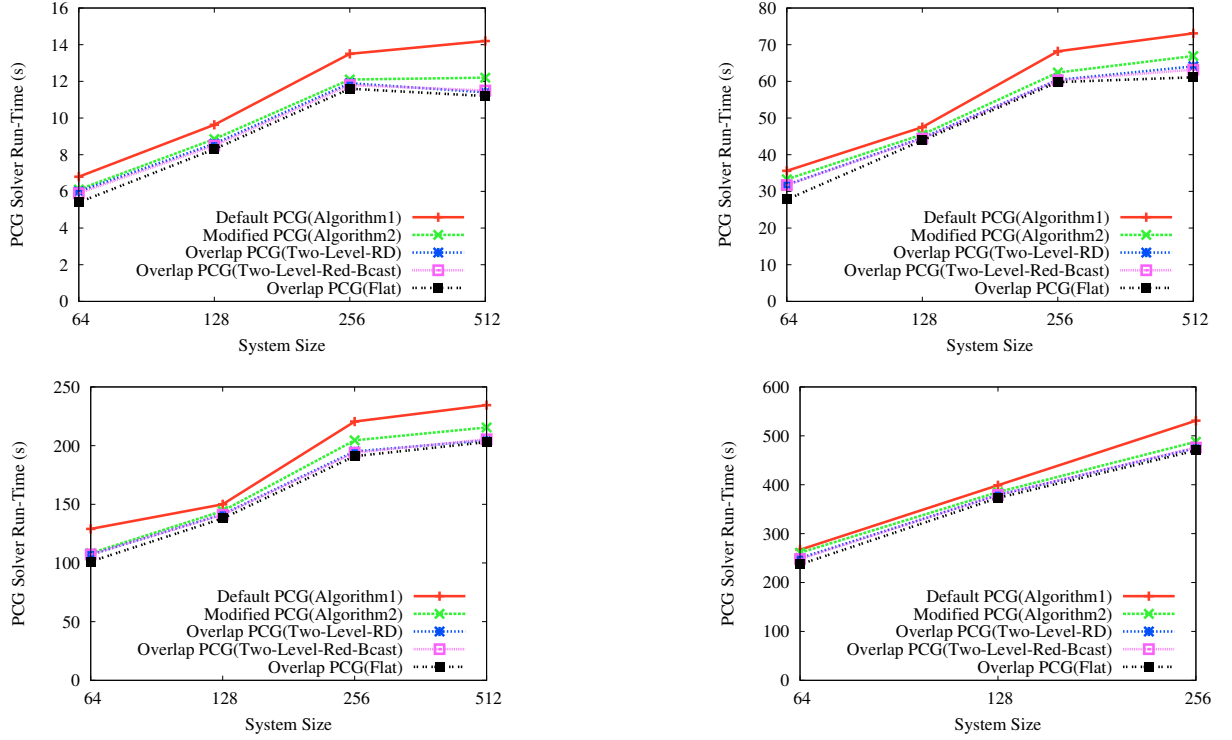 16
14
12
10
8
6
4
2
0
PCG Solver Run-Time (s)
Default PCG(Algorithm1)
Modified PCG(Algorithm2)
Overlap PCG(Two-Level-RD)
Overlap PCG(Two-Level-Red-Bcast)
Overlap PCG(Flat)
64
128
256
512
System Size
80
70
60
50
40
30
20
10
0
PCG Solver Run-Time (s)
Default PCG(Algorithm1)
Modified PCG(Algorithm2)
Overlap PCG(Two-Level-RD)
Overlap PCG(Two-Level-Red-Bcast)
Overlap PCG(Flat)
64
128
256
512
System Size
250
200
150
100
50
0
PCG Solver Run-Time (s)
Default PCG(Algorithm1)
Modified PCG(Algorithm2)
Overlap PCG(Two-Level-RD)
Overlap PCG(Two-Level-Red-Bcast)
Overlap PCG(Flat)
64
128
256
512
System Size
600
500
400
300
200
100
0
PCG Solver Run-Time (s)
Default PCG(Algorithm1)
Modified PCG(Algorithm2)
Overlap PCG(Two-Level-RD)
Overlap PCG(Two-Level-Red-Bcast)
Overlap PCG(Flat)
64
128
256
System Size